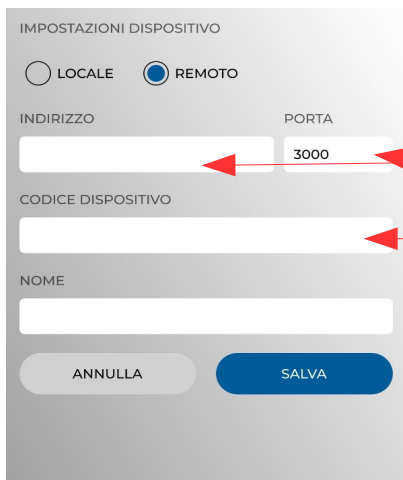 IMPOSTAZIONI DISPOSITIVO
LOCALE REMOTO
INDIRIZZO PORTA
3000
CODICE DISPOSITIVO
NOME
ANNULLA SALVA